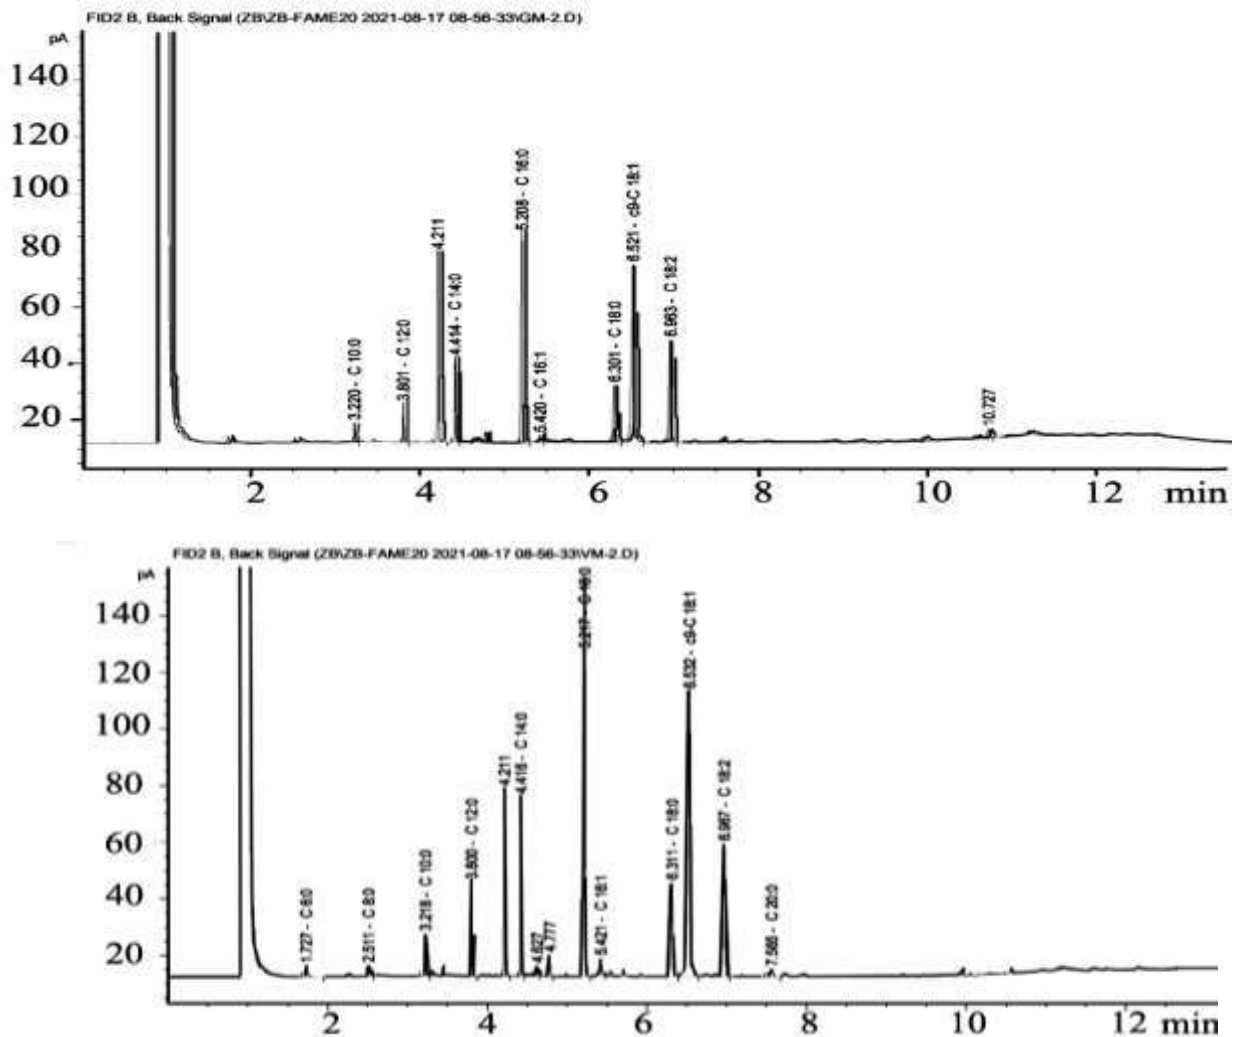 FID2 B, Back Signal (ZB\ZB-FAME20 2021-08-17 08-56-33\GM-2.D)
pA
140
120
100
80
60
40
20
3.220 - C 10:0
3.801 - C 12:0
4.211
4.414 - C 14:0
5.208 - C 16:0
5.420 - C 16:1
6.301 - C 18:0
6.521 - c9-C 18:1
6.963 - C 18:2
10.727
2 4 6 8 10 12 min
FID2 B, Back Signal (ZB\ZB-FAME20 2021-08-17 08-56-33\VM-2.D)
pA
140
120
100
80
60
40
20
1.727 - C 6:0
2.511 - C 8:0
3.218 - C 10:0
3.800 - C 12:0
4.211
4.416 - C 14:0
4.627
4.777
5.217 - C 16:0
5.421 - C 16:1
6.311 - C 18:0
6.532 - c9-C 18:1
6.967 - C 18:2
7.565 - C 20:0
2 4 6 8 10 12 min